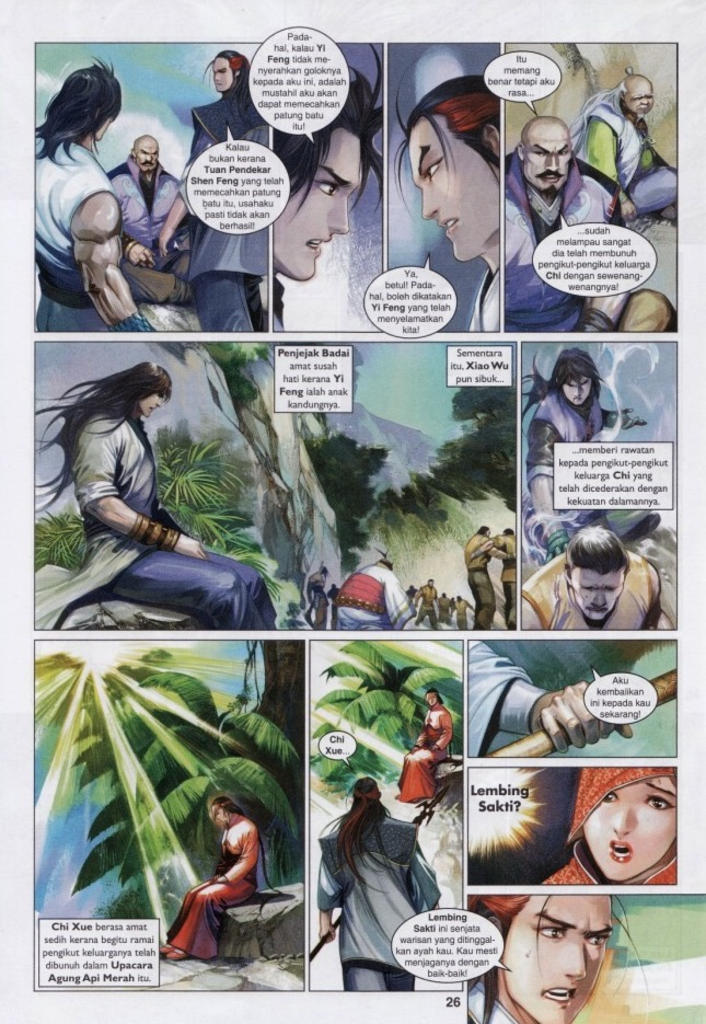 Kalau
bukan kerana
Tuan Pendekar
Shen Feng yang telah
memecahkan patung
batu itu, usahaku
pasti tidak akan
berhasil!
Pada-
hal, kalau Yi
Feng tidak me-
nyerahkan goloknya
kepada aku ini, adalah
mustahil aku akan
dapat memecahkan
patung batu
itu!
Ya,
betul! Pada-
hal, boleh dikatakan
Yi Feng yang telah
menyelamatkan
kita!
Itu
memang
benar tetapi aku
rasa...
...sudah
melampau sangat
dia membunuh
pengikut-pengikut keluarga
Chi dengan sewenang-
wenangnya!
Penjejak Badai
amat susah
hati kerana Yi
Feng ialah anak
kandungnya.
Sementara
itu, Xiao Wu
pun sibuk...
...memberi rawatan
kepada pengikut-pengikut
keluarga Chi yang
telah dicederakan dengan
kekuatan dalamannya.
Chi Xue berasa amat
sedih kerana begitu ramai
pengikut keluarganya telah
dibunuh dalam Upacara
Agung Api Merah itu.
Chi
Xue...
Aku
kembalikan
ini kepada kau
sekarang!
Lembing
Sakti?
Lembing
Sakti ini senjata
warisan yang ditinggal-
kan ayah kau. Kau mesti
menjaganya dengan
baik-baik!
26